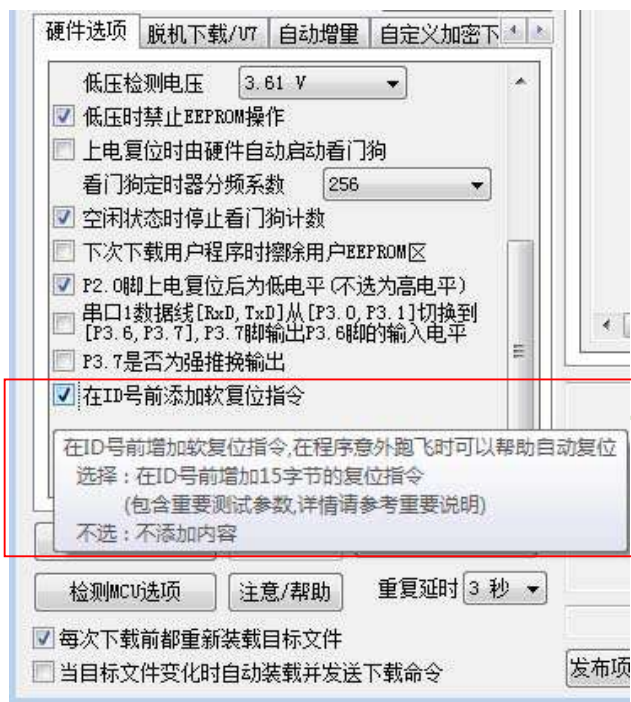 硬件选项 脱机下载/U7 自动增量 自定义加密下
低压检测电压 3.61 V
低压时禁止EEPROM操作
上电复位时由硬件自动启动看门狗
看门狗定时器分频系数 256
空闲状态时停止看门狗计数
下次下载用户程序时擦除用户EEPROM区
P2.0脚上电复位后为低电平(不选为高电平)
串口1数据线[RxD,TxD]从[P3.0,P3.1]切换到
[P3.6,P3.7],P3.7脚输出P3.6脚的输入电平
P3.7是否为强推挽输出
在ID号前添加软复位指令
在ID号前增加软复位指令,在程序意外跑飞时可以帮助自动复位
选择:在ID号前增加15字节的复位指令
(包含重要测试参数,详情请参考重要说明)
不选:不添加内容
检测MCU选项 注意/帮助 重复延时 3 秒
每次下载前都重新装载目标文件
当目标文件变化时自动装载并发送下载命令
发布项